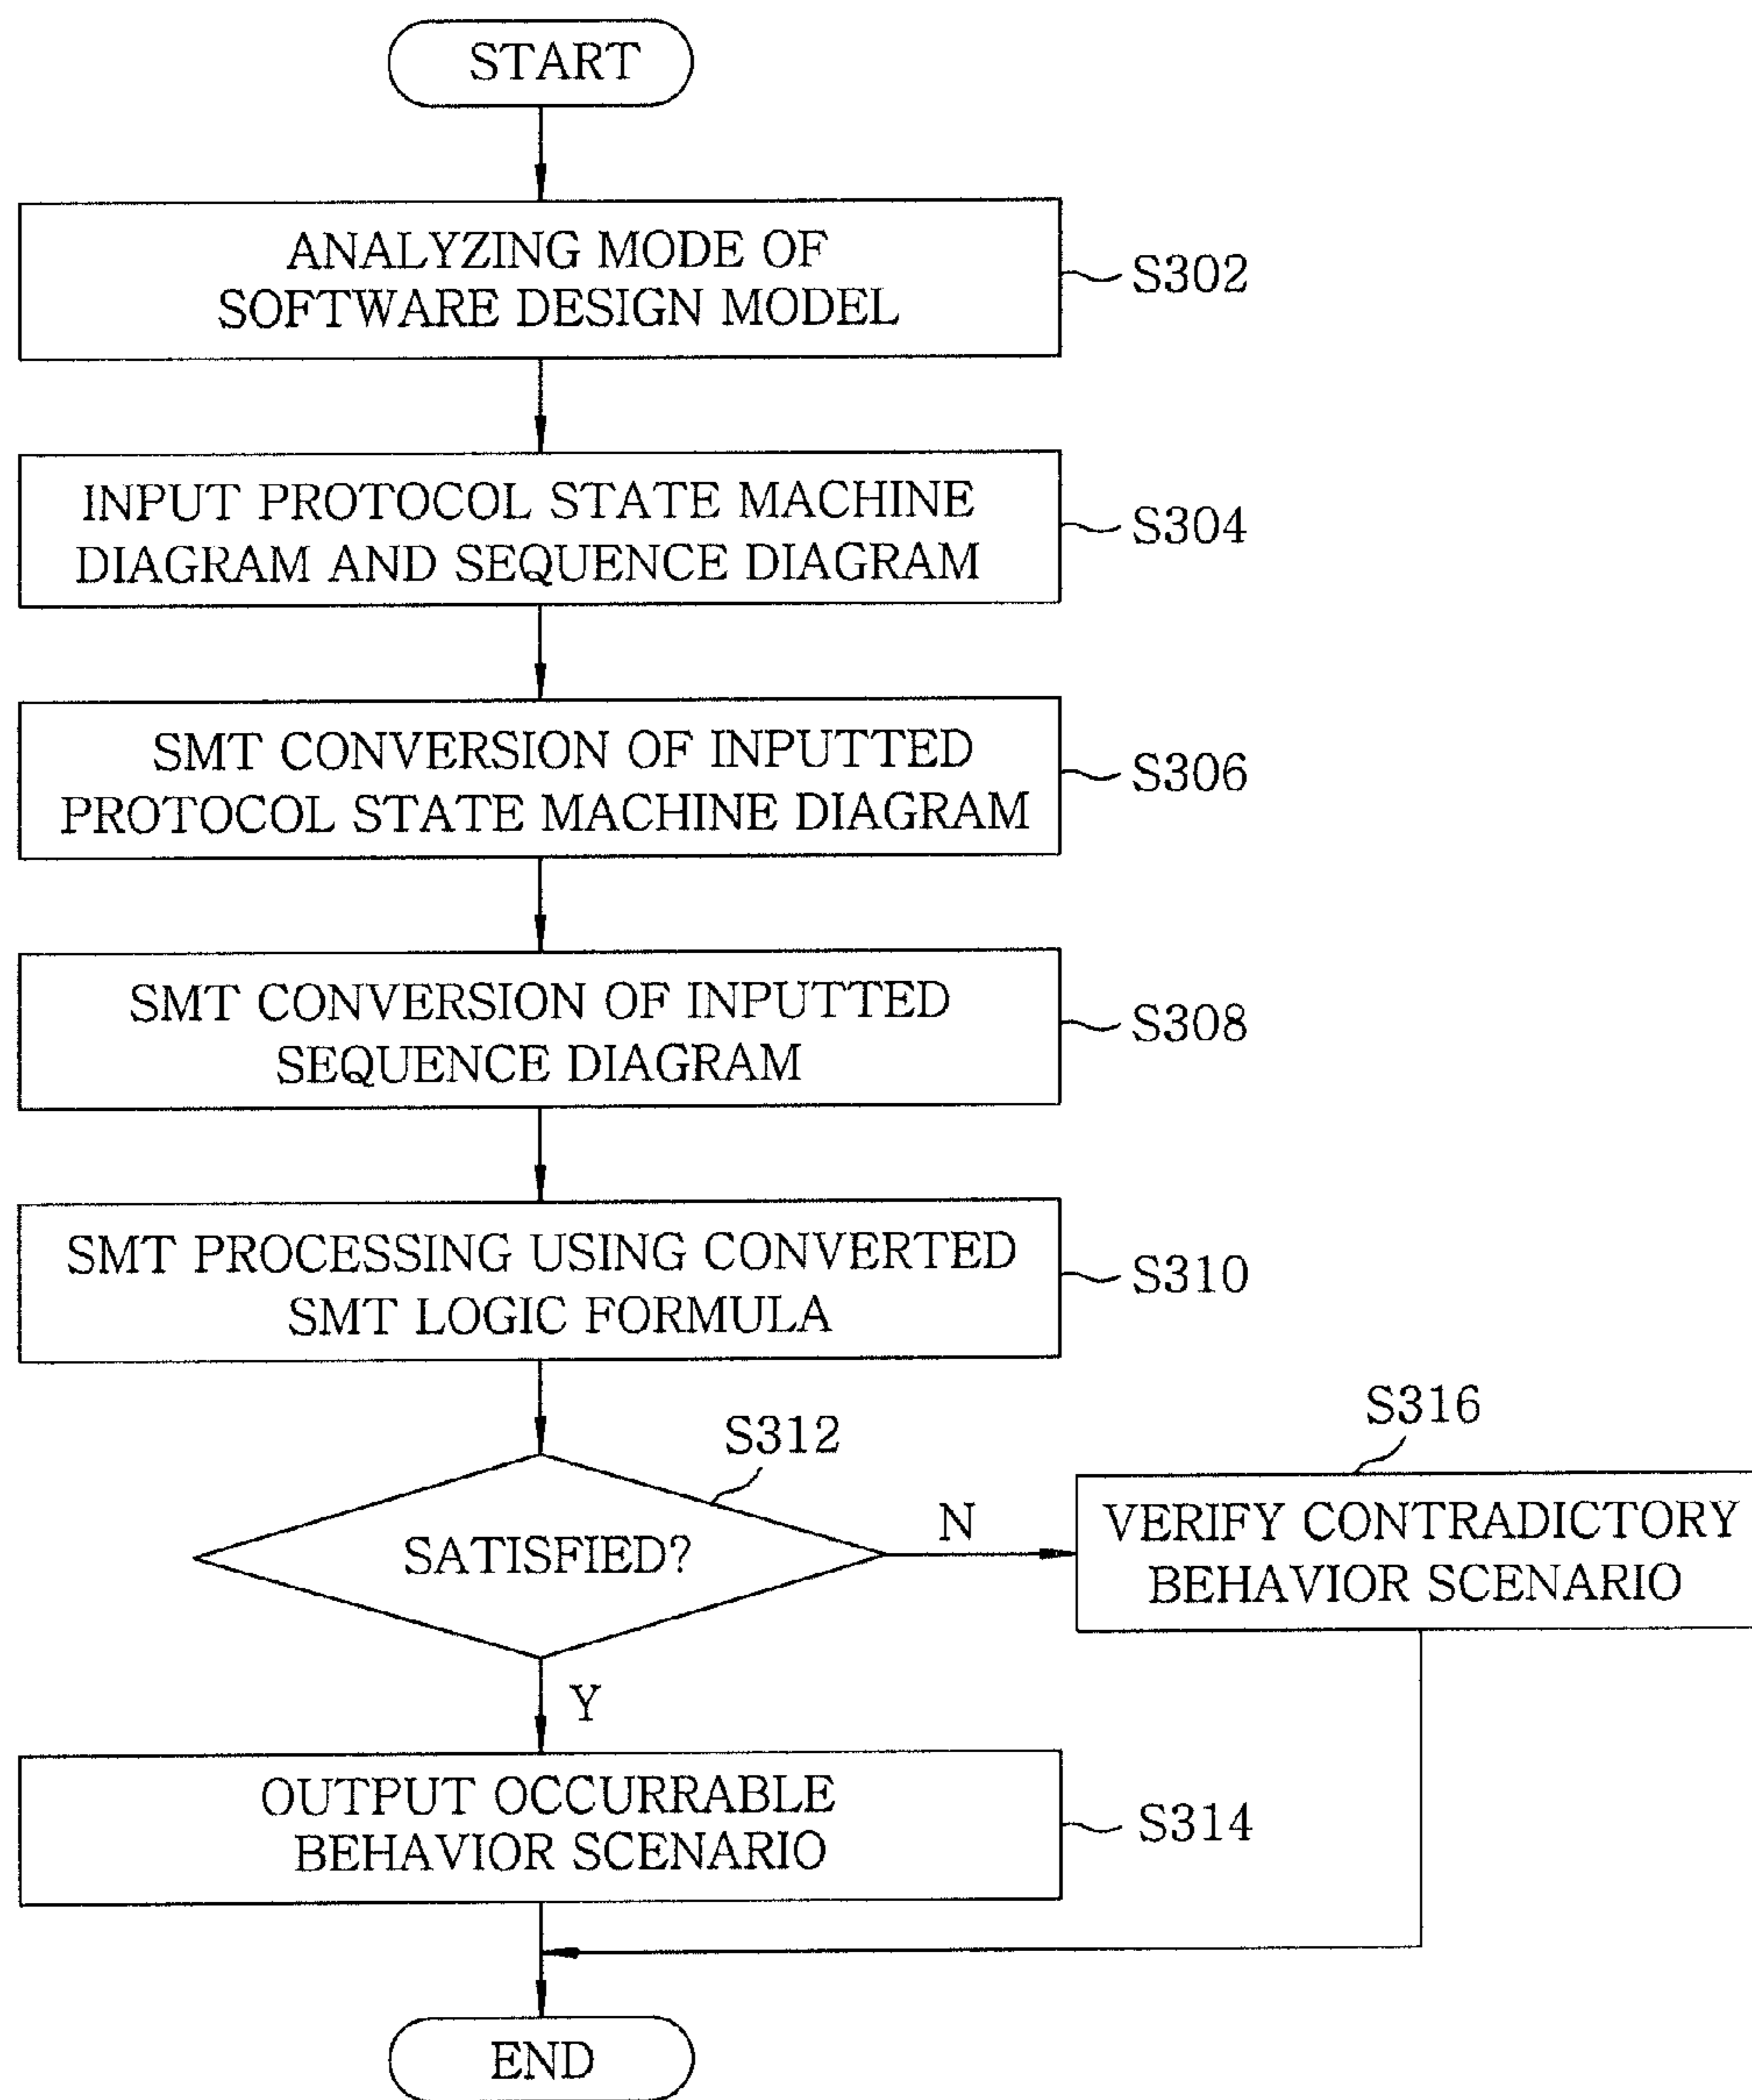 START
ANALYZING MODE OF
SOFTWARE DESIGN MODEL
S302
INPUT PROTOCOL STATE MACHINE
DIAGRAM AND SEQUENCE DIAGRAM
S304
SMT CONVERSION OF INPUTTED
PROTOCOL STATE MACHINE DIAGRAM
S306
SMT CONVERSION OF INPUTTED
SEQUENCE DIAGRAM
S308
SMT PROCESSING USING CONVERTED
SMT LOGIC FORMULA
S310
S312
SATISFIED?
N
S316
VERIFY CONTRADICTORY
BEHAVIOR SCENARIO
Y
OUTPUT OCCURRABLE
BEHAVIOR SCENARIO
S314
END